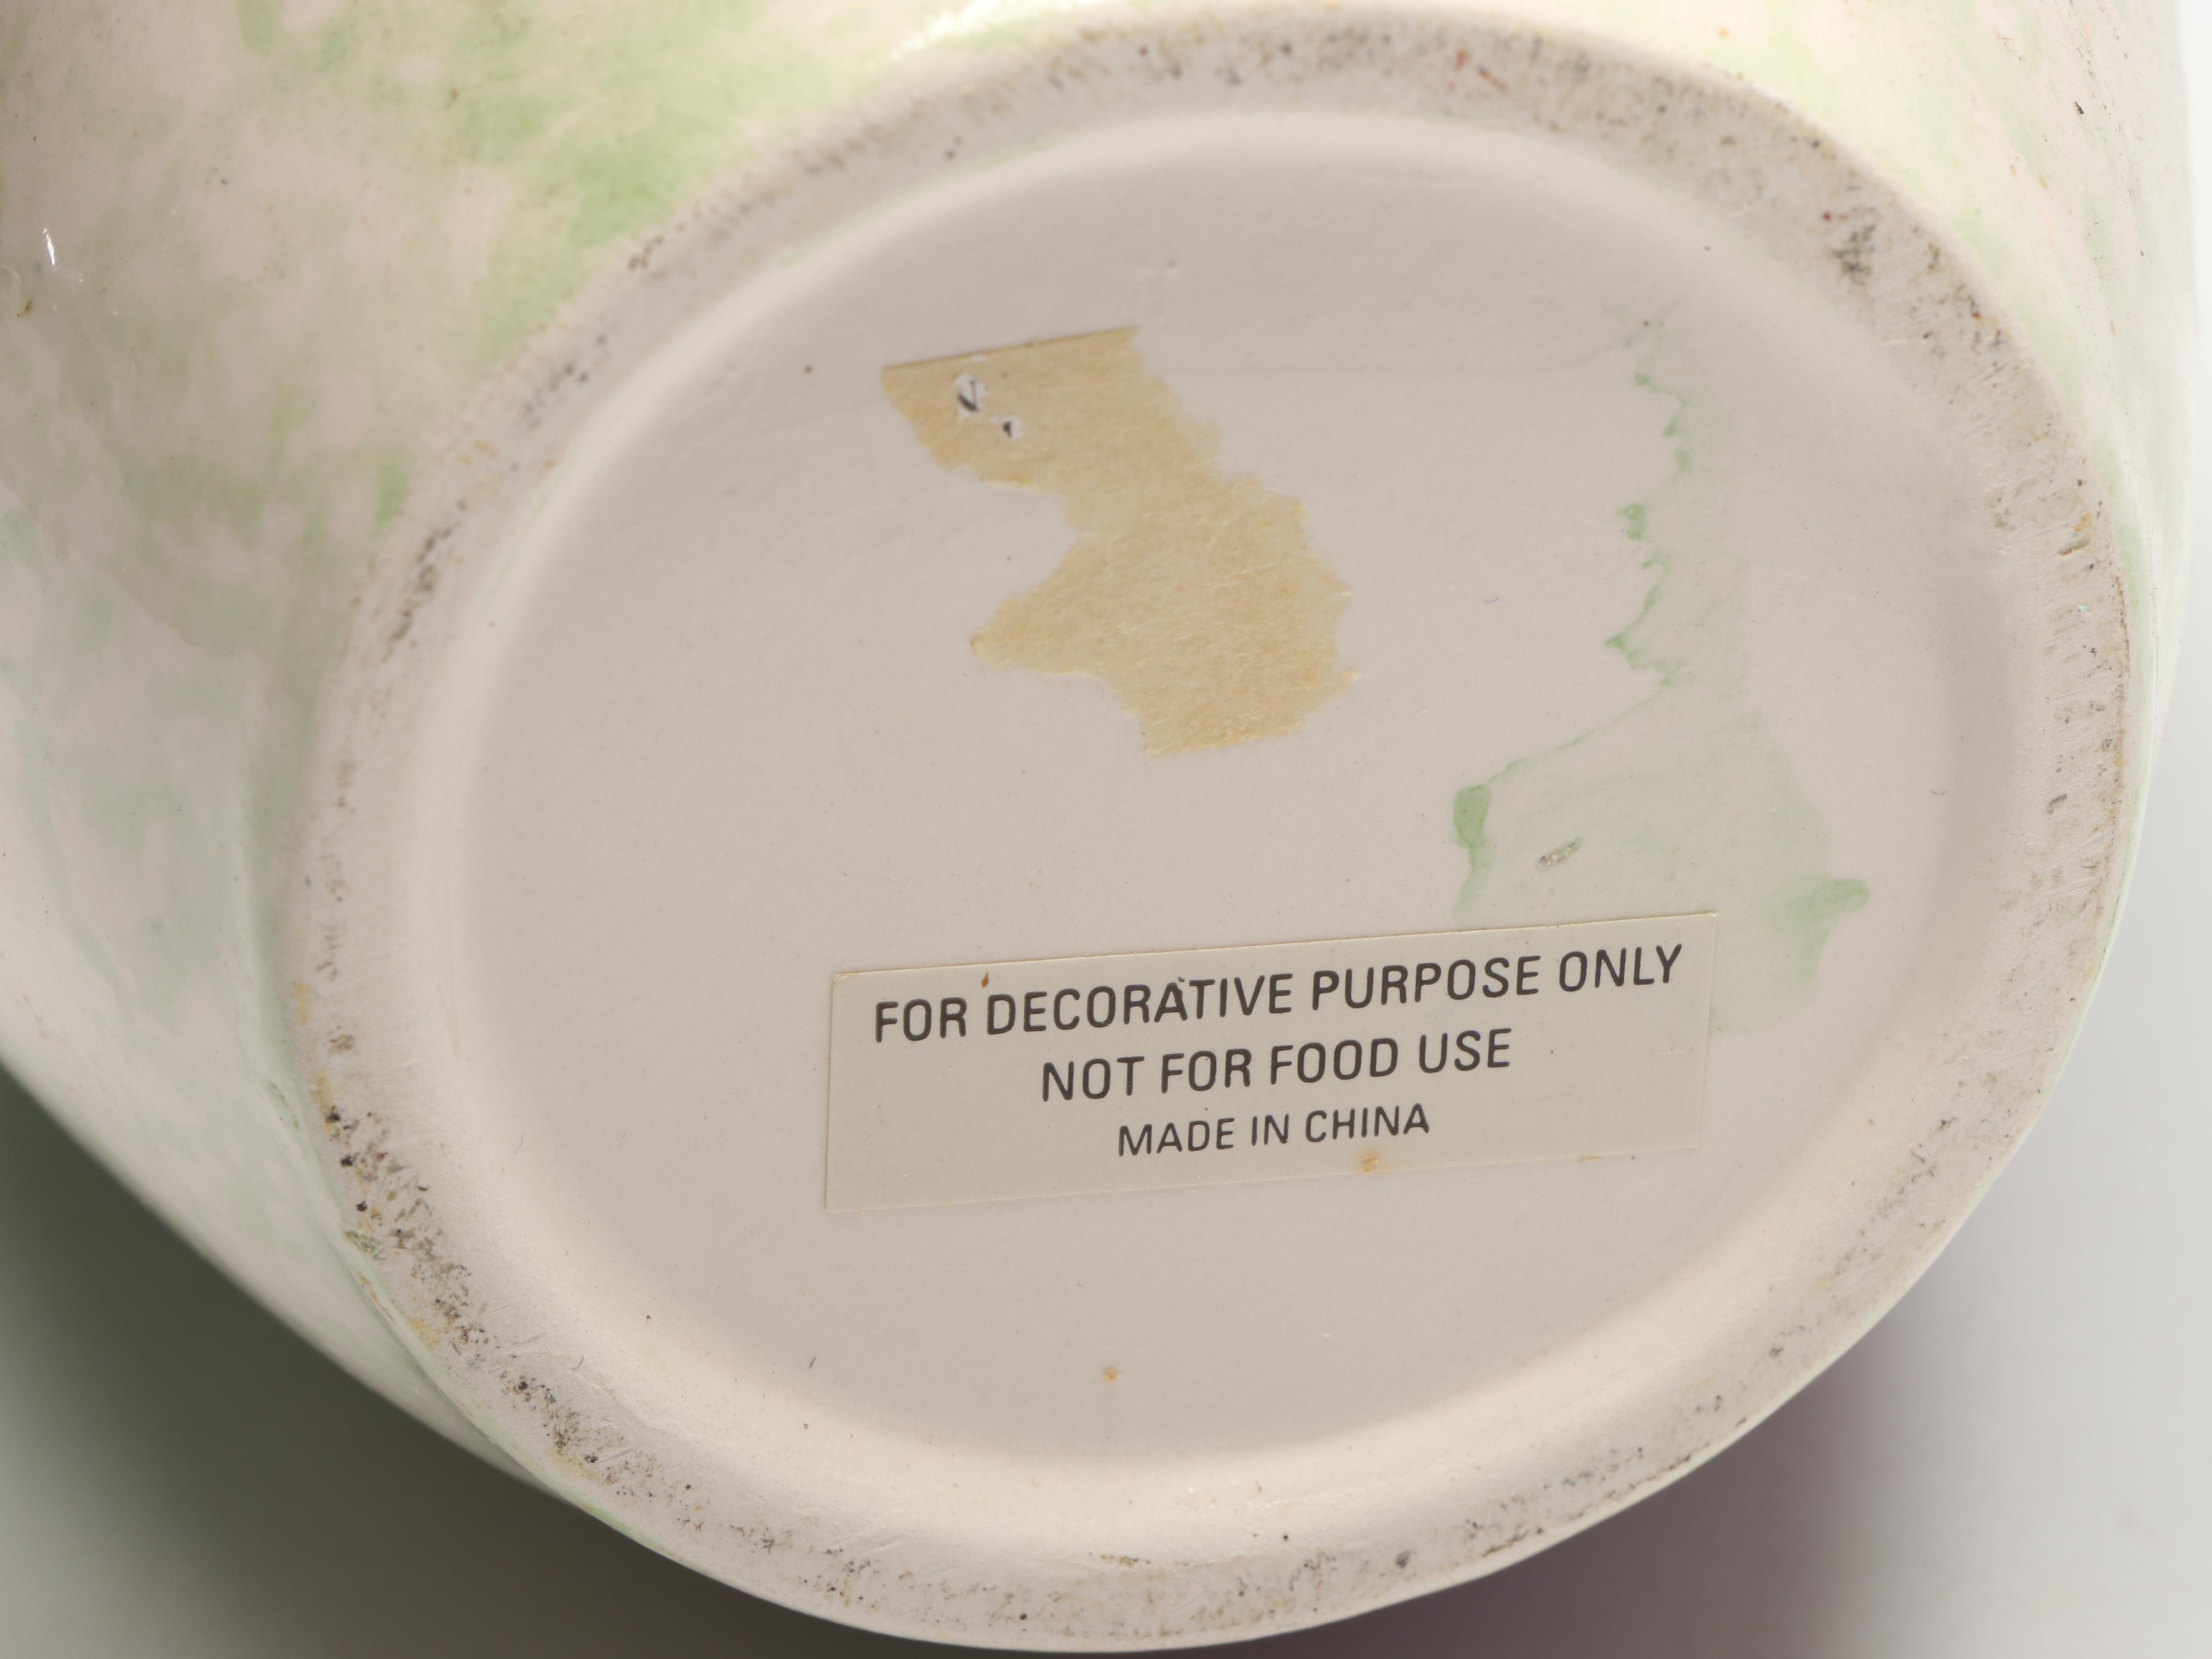 FOR DECORATIVE PURPOSE ONLY
NOT FOR FOOD USE
MADE IN CHINA